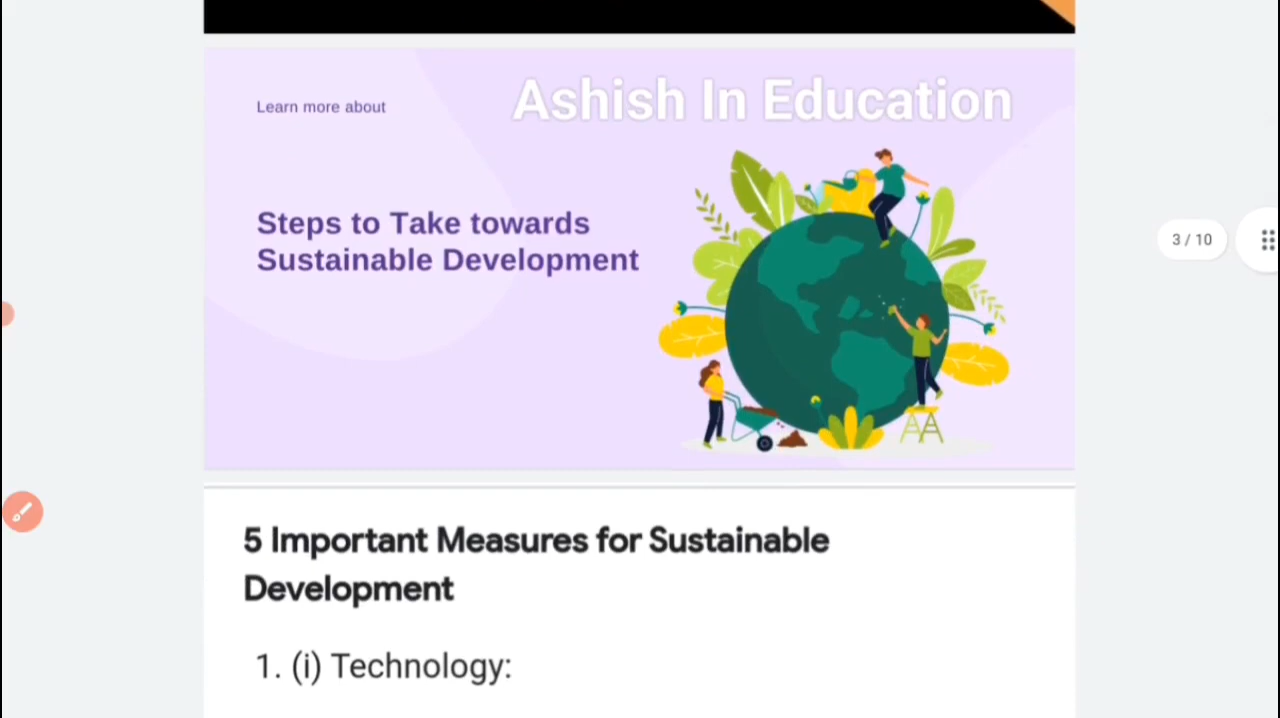 Learn more about
Ashish In Education
Steps to Take towards
Sustainable Development
3 / 10
5 Important Measures for Sustainable
Development
1. (i) Technology: